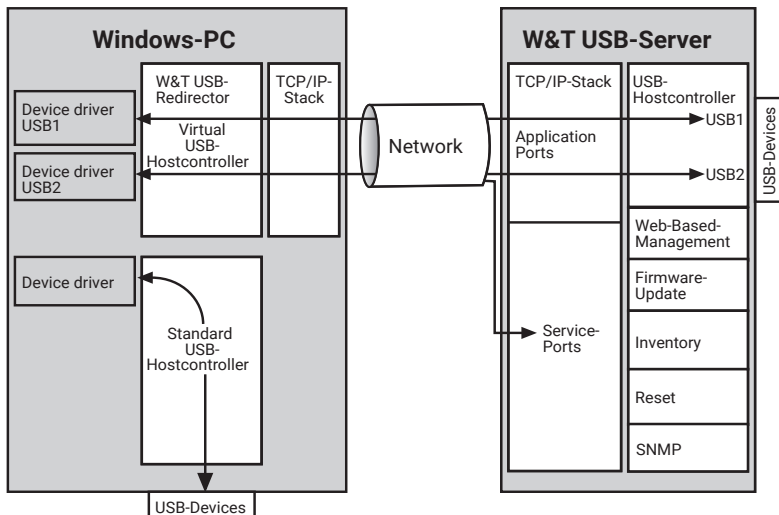 Windows-PC
W&T USB-
Redirector
Virtual
USB-
Hostcontroller
TCP/IP-
Stack
Device driver
USB1
Device driver
USB2
Device driver
Standard
USB-
Hostcontroller
USB-Devices
Network
W&T USB-Server
TCP/IP-Stack
Application
Ports
Service-
Ports
USB-
Hostcontroller
USB1
USB2
Web-Based-
Management
Firmware-
Update
Inventory
Reset
SNMP
USB-Devices